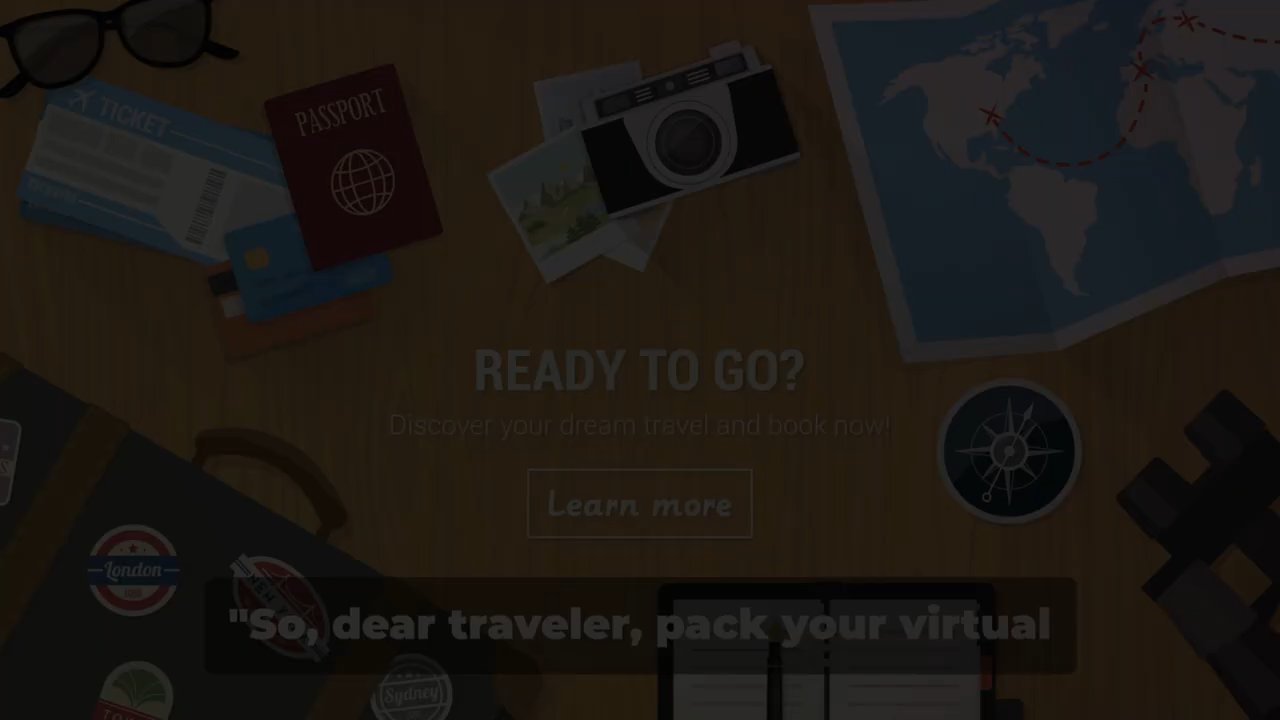 TICKET
PASSPORT
READY TO GO?
Discover your dream travel and book now!
Learn more
London
"So, dear traveler, pack your virtual
Sydney